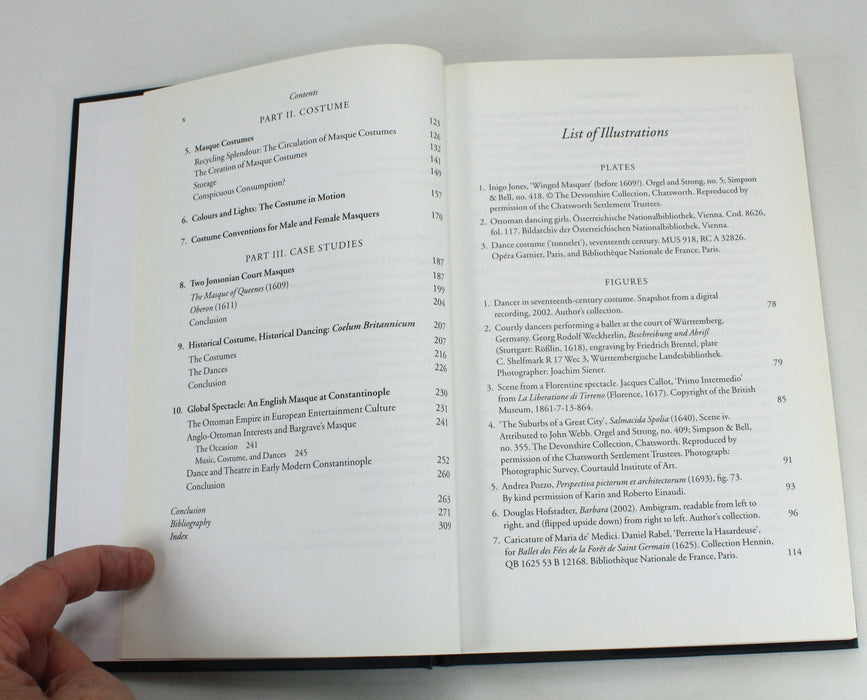 Contents
x
PART II. COSTUME
5. Masque Costumes 123
Recycling Splendour: The Circulation of Masque Costumes 126
The Creation of Masque Costumes 132
Storage 141
Conspicuous Consumption? 149
6. Colours and Lights: The Costume in Motion 157
7. Costume Conventions for Male and Female Masquers 170
PART III. CASE STUDIES
8. Two Jonsonian Court Masques 187
The Masque of Queenes (1609) 187
Oberon (1611) 199
Conclusion 204
9. Historical Costume, Historical Dancing: Coelum Britannicum 207
The Costumes 207
The Dances 216
Conclusion 226
10. Global Spectacle: An English Masque at Constantinople 230
The Ottoman Empire in European Entertainment Culture 231
Anglo-Ottoman Interests and Bargrave's Masque 241
The Occasion 241
Music, Costume, and Dances 245
Dance and Theatre in Early Modern Constantinople 252
Conclusion 260
Conclusion 263
Bibliography 271
Index 309
List of Illustrations
PLATES
1. Inigo Jones, 'Winged Masquer' (before 1609?). Orgel and Strong, no. 5; Simpson
& Bell, no. 418. © The Devonshire Collection, Chatsworth. Reproduced by
permission of the Chatsworth Settlement Trustees.
2. Ottoman dancing girls. Österreichische Nationalbibliothek, Vienna. Cod. 8626,
fol. 117. Bildarchiv der Österreichischen Nationalbibliothek, Vienna.
3. Dance costume ('tonnelet'), seventeenth century. MUS 918, RC A 32826.
Opéra Garnier, Paris, and Bibliothèque Nationale de France, Paris.
FIGURES
1. Dancer in seventeenth-century costume. Snapshot from a digital
recording, 2002. Author's collection. 78
2. Courtly dancers performing a ballet at the court of Württemberg,
Germany. Georg Rodolf Weckherlin, Beschreibung und Abriß
(Stuttgart: Rößlin, 1618), engraving by Friedrich Brentel, plate
C. Shelfmark R 17 Wec 3, Württembergische Landesbibliothek.
Photographer: Joachim Siener. 79
3. Scene from a Florentine spectacle. Jacques Callot, 'Primo Intermedio'
from La Liberatione di Tirreno (Florence, 1617). Copyright of the British
Museum, 1861-7-13-864. 85
4. 'The Suburbs of a Great City', Salmacida Spolia (1640), Scene iv.
Attributed to John Webb. Orgel and Strong, no. 409; Simpson & Bell,
no. 355. The Devonshire Collection, Chatsworth. Reproduced by
permission of the Chatsworth Settlement Trustees. Photograph:
Photographic Survey, Courtauld Institute of Art. 91
5. Andrea Pozzo, Perspectiva pictorum et architectorum (1693), fig. 73.
By kind permission of Karin and Roberto Einaudi. 93
6. Douglas Hofstadter, Barbara (2002). Ambigram, readable from left to
right, and (flipped upside down) from right to left. Author's collection. 96
7. Caricature of Maria de' Medici. Daniel Rabel, 'Perrette la Hasardeuse',
for Ballet des Fées de la Forêt de Saint Germain (1625). Collection Hennin,
QB 1625 53 B 12168. Bibliothèque Nationale de France, Paris. 114